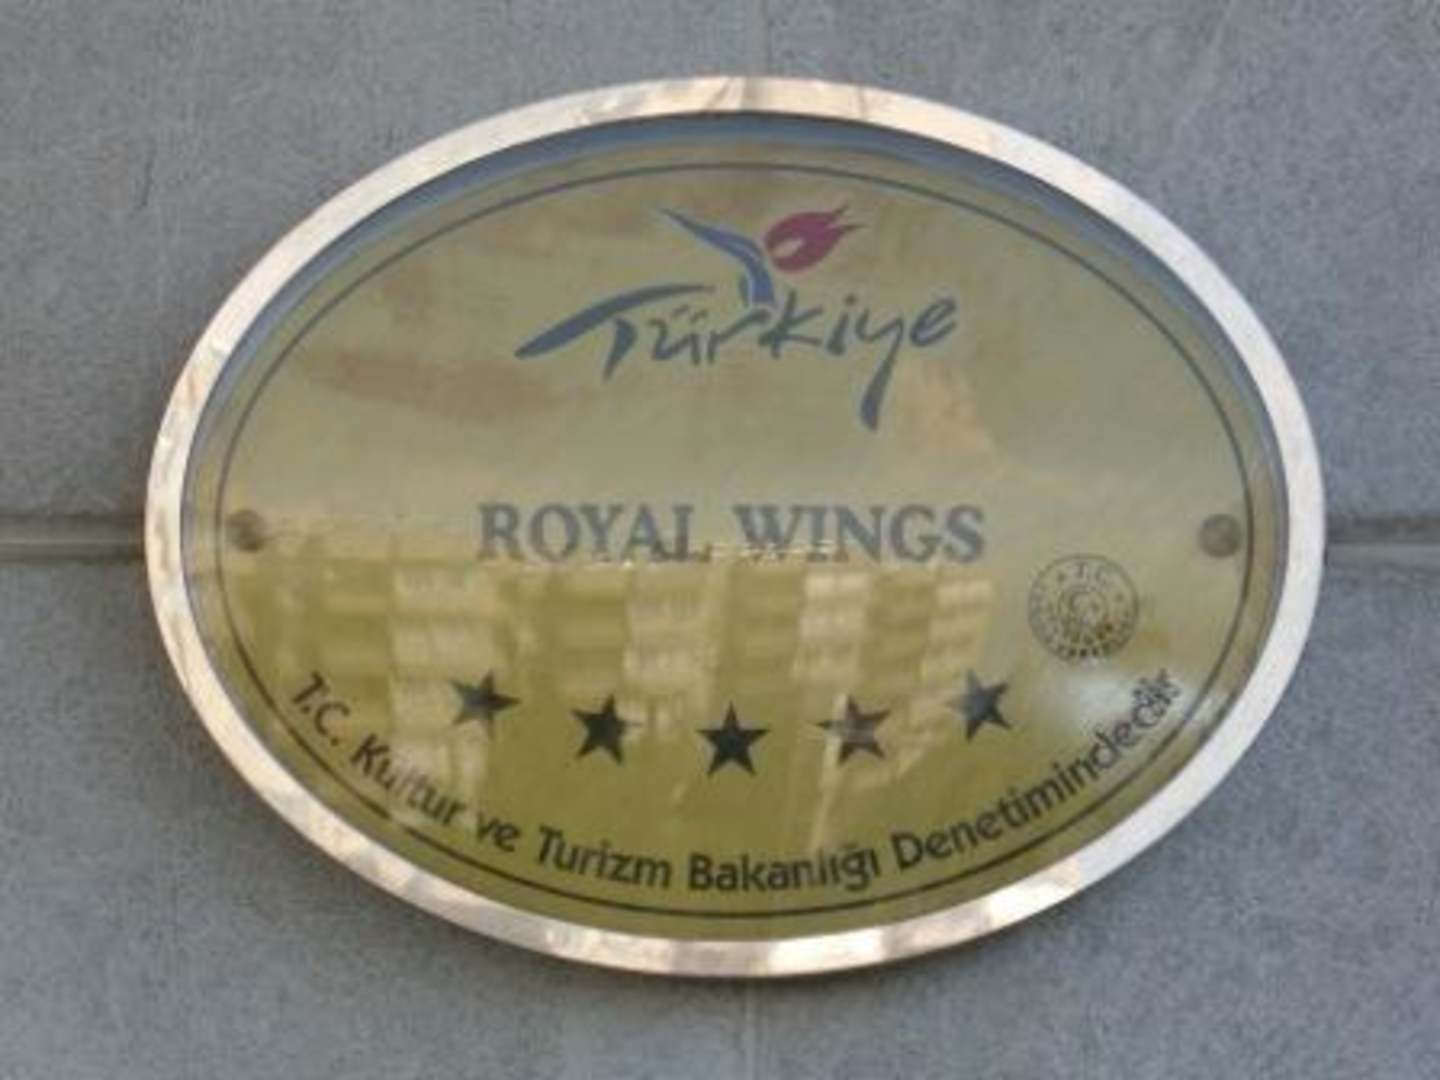 Türkiye
ROYAL WINGS
T.C. Kültür ve Turizm Bakanlığı Denetimindedir